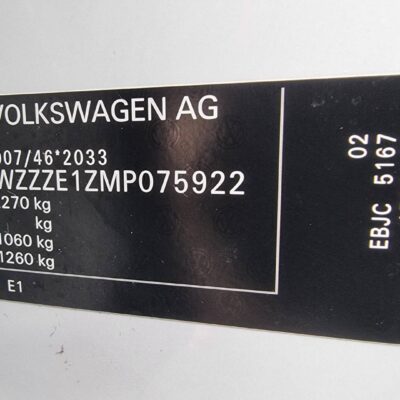 VOLKSWAGEN AG
007/46*2033
WZZZE1ZMP075922
270 kg
kg
1060 kg
1260 kg
E1
02
EBJC 5167